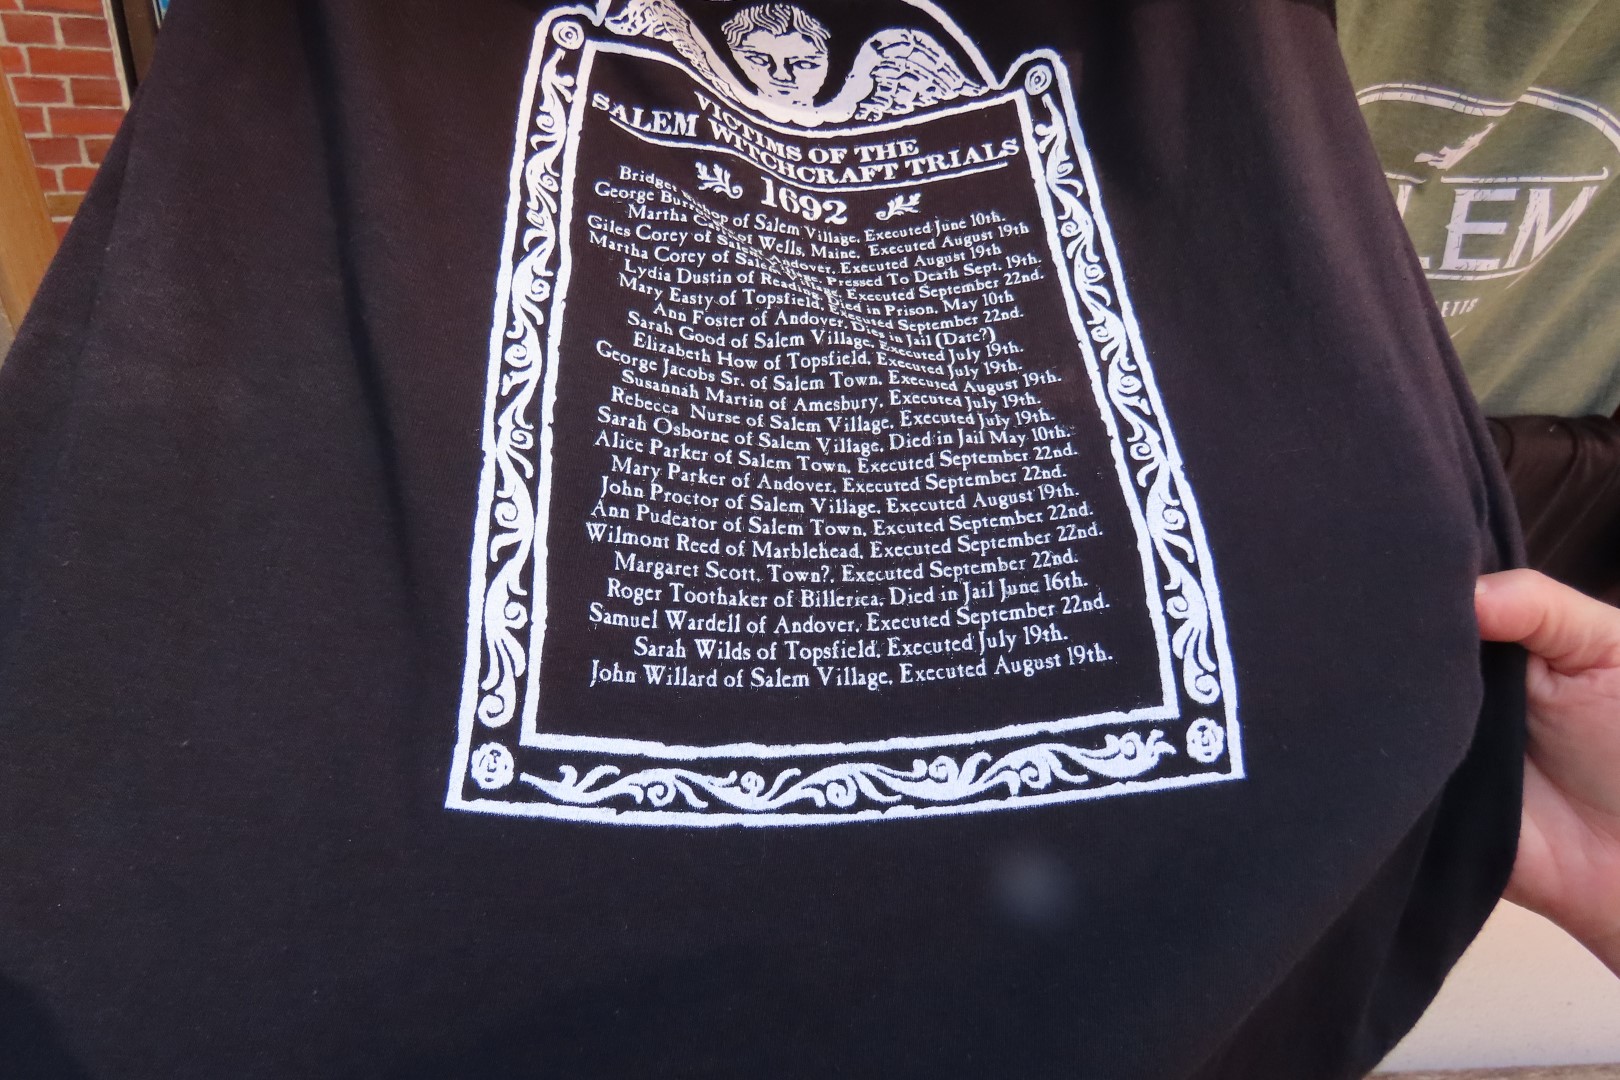 VICTIMS OF THE
SALEM WITCHCRAFT TRIALS
1692
Bridget Bishop of Salem Village, Executed June 10th.
George Burroughs of Wells, Maine, Executed August 19th
Martha of Andover, Executed August 19th
Giles Corey of Salem Pressed To Death Sept. 19th.
Martha Corey of Salem Executed September 22nd.
Lydia Dustin of Reading, Died in Prison, May 10th
Mary Easty of Topsfield, Executed September 22nd.
Ann Foster of Andover, Died in Jail (Date?)
Sarah Good of Salem Village, Executed July 19th.
Elizabeth How of Topsfield, Executed July 19th.
George Jacobs Sr. of Salem Town, Executed August 19th.
Susannah Martin of Amesbury, Executed July 19th.
Rebecca Nurse of Salem Village, Executed July 19th.
Sarah Osborne of Salem Village, Died in Jail May 10th.
Alice Parker of Salem Town, Executed September 22nd.
Mary Parker of Andover, Executed September 22nd.
John Proctor of Salem Village, Executed August 19th.
Ann Pudeator of Salem Town, Excuted September 22nd.
Wilmont Reed of Marblehead, Executed September 22nd.
Margaret Scott, Town?, Executed September 22nd.
Roger Toothaker of Billerica, Died in Jail June 16th.
Samuel Wardell of Andover, Executed September 22nd.
Sarah Wilds of Topsfield, Executed July 19th.
John Willard of Salem Village, Executed August 19th.
LEM
ETTS